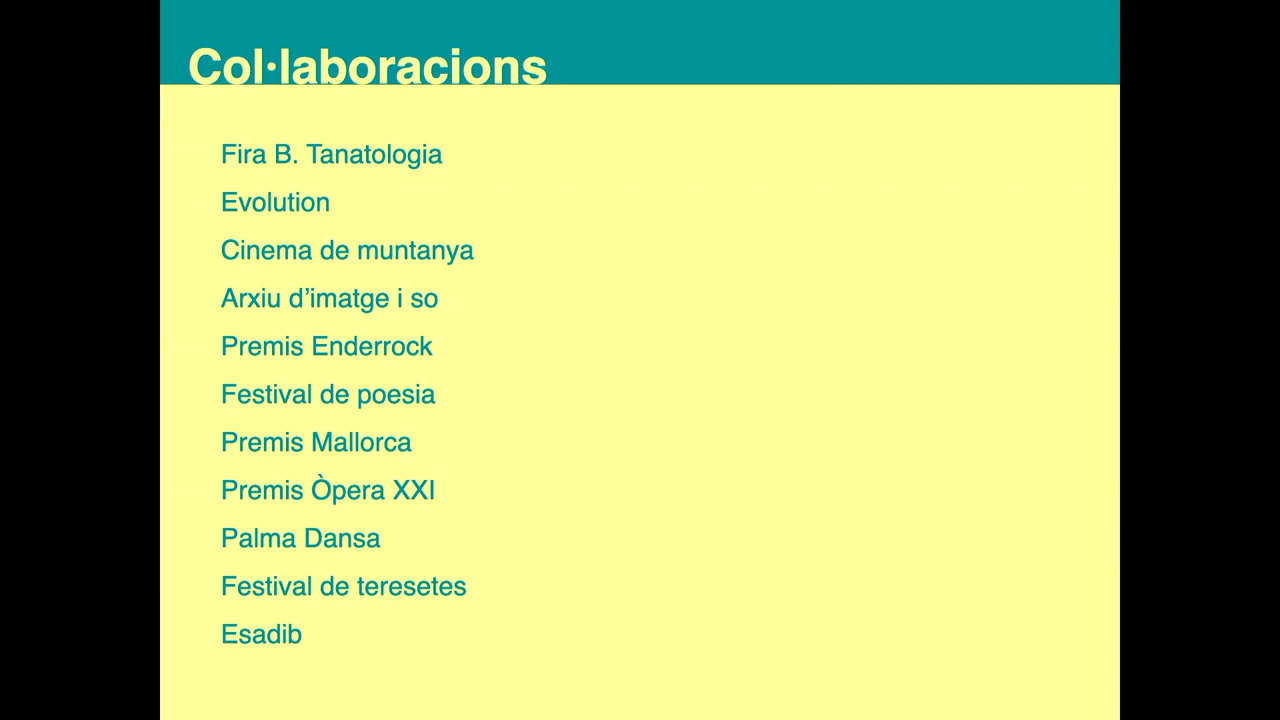 Col·laboracions
Fira B. Tanatologia
Evolution
Cinema de muntanya
Arxiu d’imatge i so
Premis Enderrock
Festival de poesia
Premis Mallorca
Premis Òpera XXI
Palma Dansa
Festival de teresetes
Esadib